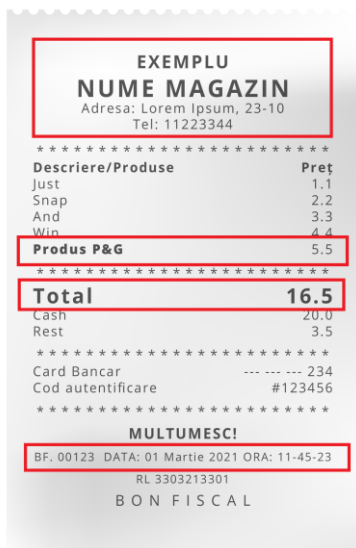 EXEMPLU
NUME MAGAZIN
Adresa: Lorem Ipsum, 23-10
Tel: 11223344
* * * * * * * * * * * * * * * * * * * * * * * *
Descriere/Produse Preț
Just 1.1
Snap 2.2
And 3.3
Win 4.4
Produs P&G 5.5
* * * * * * * * * * * * * * * * * * * * * * * *
Total 16.5
Cash 20.0
Rest 3.5
* * * * * * * * * * * * * * * * * * * * * * * *
Card Bancar --- --- --- 234
Cod autentificare #123456
* * * * * * * * * * * * * * * * * * * * * * * *
MULTUMESC!
BF. 00123 DATA: 01 Martie 2021 ORA: 11-45-23
RL 3303213301
BON FISCAL